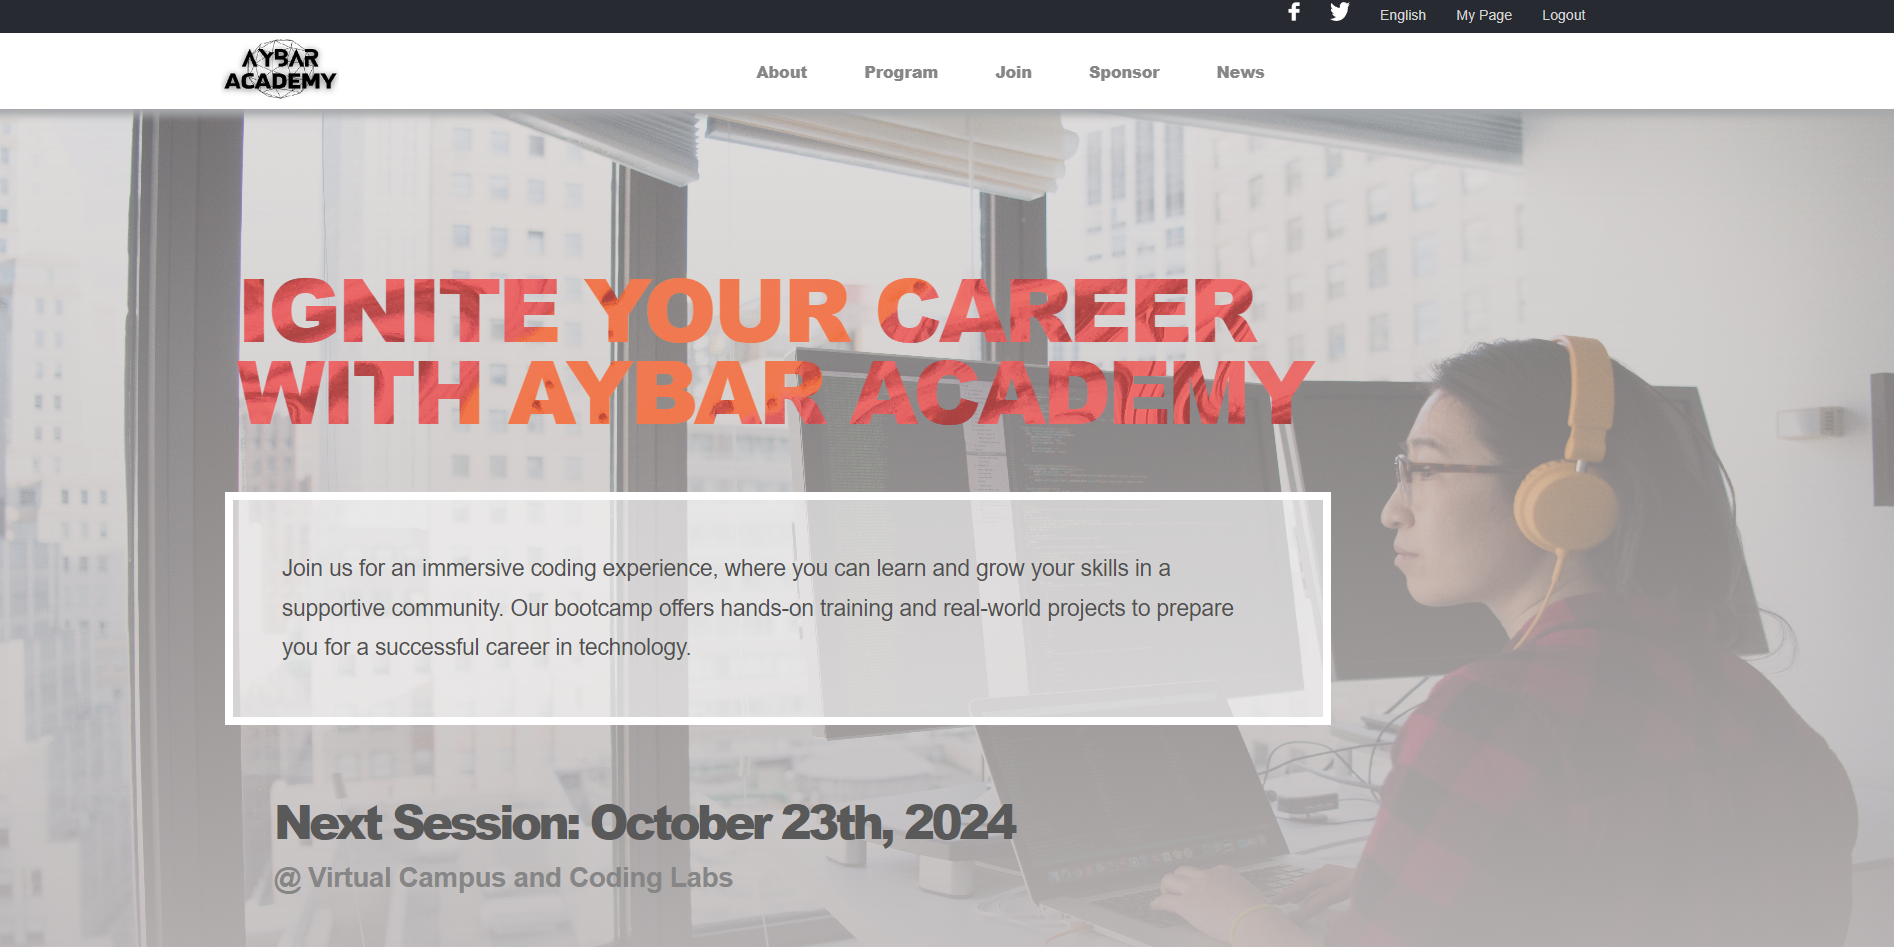 English
My Page
Logout
AYBAR
ACADEMY
About
Program
Join
Sponsor
News
IGNITE YOUR CAREER
WITH AYBAR ACADEMY
Join us for an immersive coding experience, where you can learn and grow your skills in a
supportive community. Our bootcamp offers hands-on training and real-world projects to prepare
you for a successful career in technology.
Next Session: October 23th, 2024
@ Virtual Campus and Coding Labs